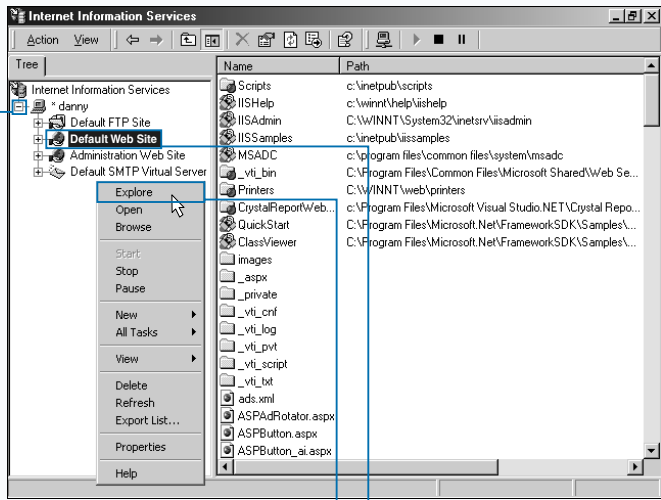 Internet Information Services
Action View
Tree
Name Path
Internet Information Services
* danny
Default FTP Site
Default Web Site
Administration Web Site
Default SMTP Virtual Server
Explore
Open
Browse
Start
Stop
Pause
New
All Tasks
View
Delete
Refresh
Export List...
Properties
Help
Scripts c:\inetpub\scripts
IISHelp c:\winnt\help\iishelp
IISAdmin C:\WINNT\System32\inetsrv\iisadmin
IISSamples c:\inetpub\iissamples
MSADC c:\program files\common files\system\msadc
_vti_bin C:\Program Files\Common Files\Microsoft Shared\Web Se...
Printers C:\WINNT\web\printers
CrystalReportWeb... c:\Program Files\Microsoft Visual Studio.NET\Crystal Repo...
QuickStart C:\Program Files\Microsoft.Net\FrameworkSDK\Samples\...
ClassViewer C:\Program Files\Microsoft.Net\FrameworkSDK\Samples\...
images
_aspx
_private
_vti_cnf
_vti_log
_vti_pvt
_vti_script
_vti_txt
ads.xml
ASPAdRotator.aspx
ASPButton.aspx
ASPButton_ai.aspx